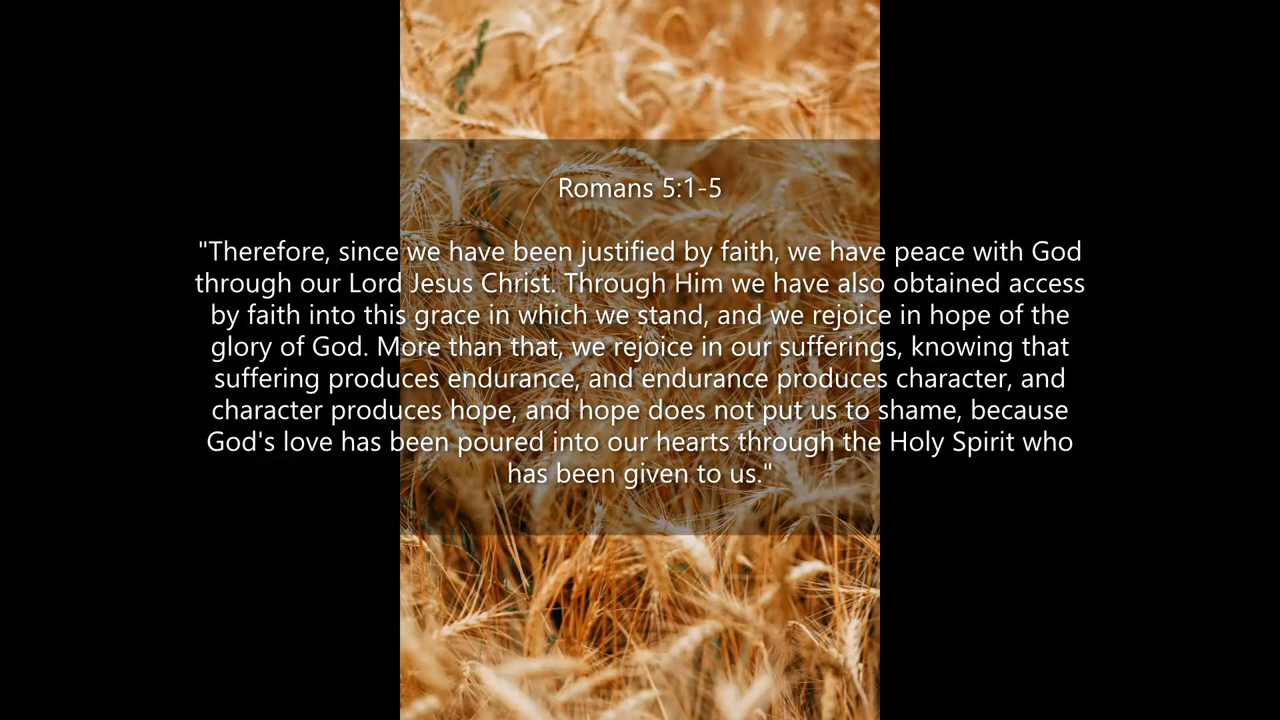 Romans 5:1-5
"Therefore, since we have been justified by faith, we have peace with God
through our Lord Jesus Christ. Through Him we have also obtained access
by faith into this grace in which we stand, and we rejoice in hope of the
glory of God. More than that, we rejoice in our sufferings, knowing that
suffering produces endurance, and endurance produces character, and
character produces hope, and hope does not put us to shame, because
God's love has been poured into our hearts through the Holy Spirit who
has been given to us."